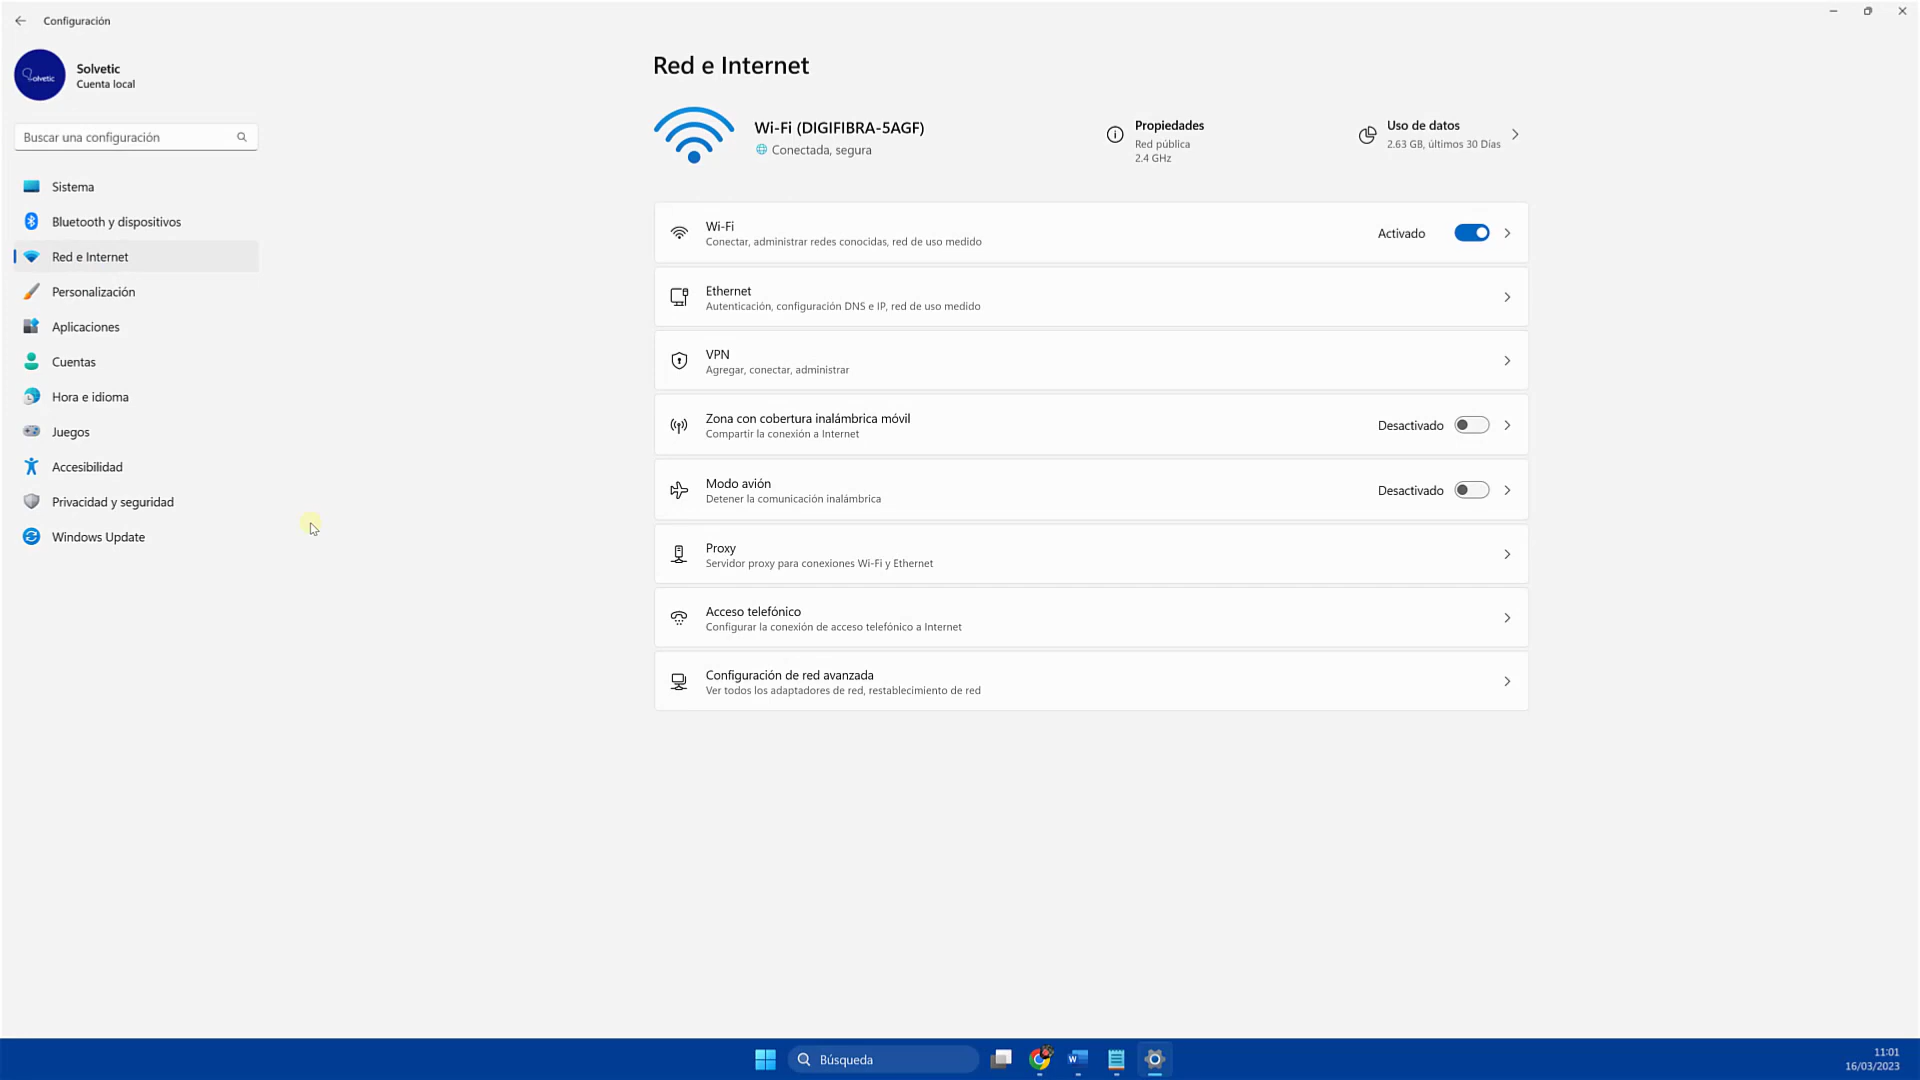 Configuración
Solvetic
Solvetic
Cuenta local
Buscar una configuración
Sistema
Bluetooth y dispositivos
Red e Internet
Personalización
Aplicaciones
Cuentas
Hora e idioma
Juegos
Accesibilidad
Privacidad y seguridad
Windows Update
Red e Internet
Wi-Fi (DIGIFIBRA-5AGF)
Conectada, segura
Propiedades
Red pública
2.4 GHz
Uso de datos
2.63 GB, últimos 30 Días
Wi-Fi
Conectar, administrar redes conocidas, red de uso medido
Activado
Ethernet
Autenticación, configuración DNS e IP, red de uso medido
VPN
Agregar, conectar, administrar
Zona con cobertura inalámbrica móvil
Compartir la conexión a Internet
Desactivado
Modo avión
Detener la comunicación inalámbrica
Desactivado
Proxy
Servidor proxy para conexiones Wi-Fi y Ethernet
Acceso telefónico
Configurar la conexión de acceso telefónico a Internet
Configuración de red avanzada
Ver todos los adaptadores de red, restablecimiento de red
Búsqueda
W
11:01
16/03/2023